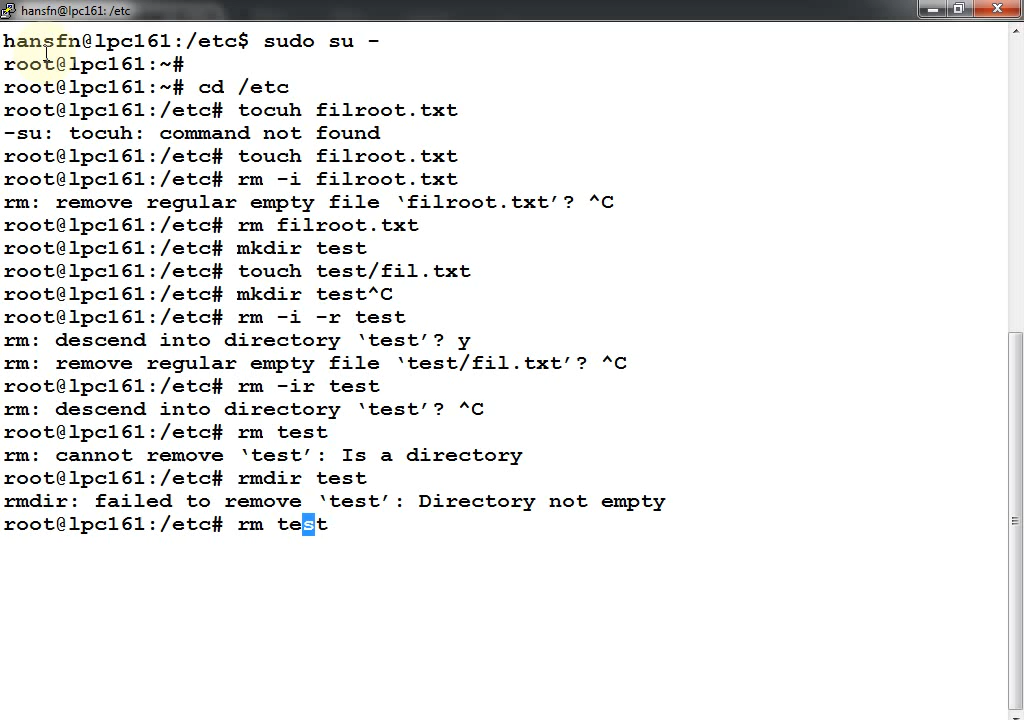 hansfn@lpc161: /etc
hansfn@lpc161:/etc$ sudo su -
root@lpc161:~#
root@lpc161:~# cd /etc
root@lpc161:/etc# tocuh filroot.txt
-su: tocuh: command not found
root@lpc161:/etc# touch filroot.txt
root@lpc161:/etc# rm -i filroot.txt
rm: remove regular empty file ‘filroot.txt’? ^C
root@lpc161:/etc# rm filroot.txt
root@lpc161:/etc# mkdir test
root@lpc161:/etc# touch test/fil.txt
root@lpc161:/etc# mkdir test^C
root@lpc161:/etc# rm -i -r test
rm: descend into directory ‘test’? y
rm: remove regular empty file ‘test/fil.txt’? ^C
root@lpc161:/etc# rm -ir test
rm: descend into directory ‘test’? ^C
root@lpc161:/etc# rm test
rm: cannot remove ‘test’: Is a directory
root@lpc161:/etc# rmdir test
rmdir: failed to remove ‘test’: Directory not empty
root@lpc161:/etc# rm test